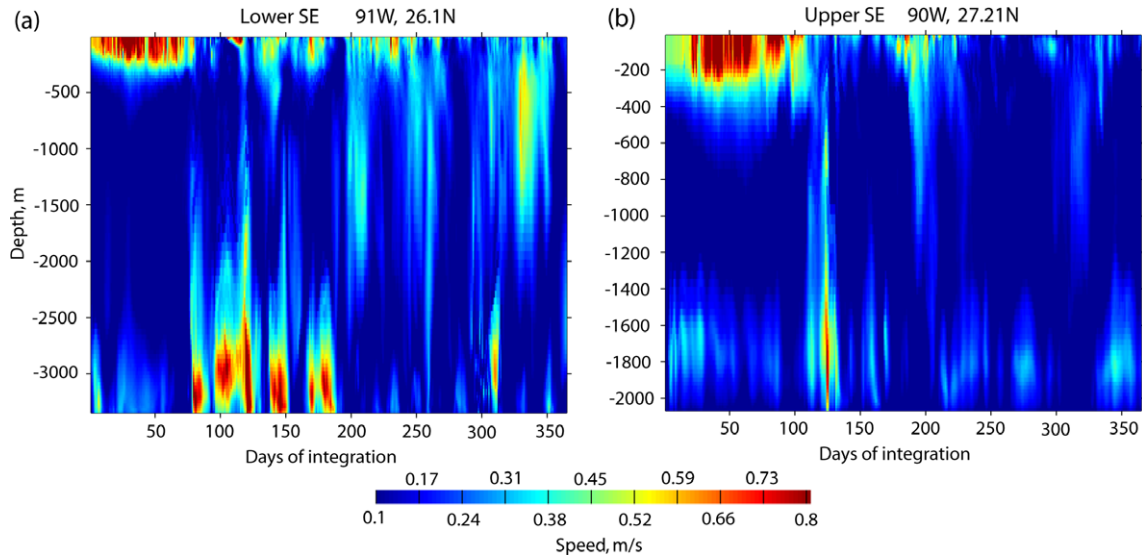 (a) Lower SE 91W, 26.1N
(b) Upper SE 90W, 27.21N
Depth, m
-500
-1000
-1500
-2000
-2500
-3000
50 100 150 200 250 300 350
Days of integration
-200
-400
-600
-800
-1000
-1200
-1400
-1600
-1800
-2000
50 100 150 200 250 300 350
Days of integration
0.17 0.31 0.45 0.59 0.73
0.1 0.24 0.38 0.52 0.66 0.8
Speed, m/s